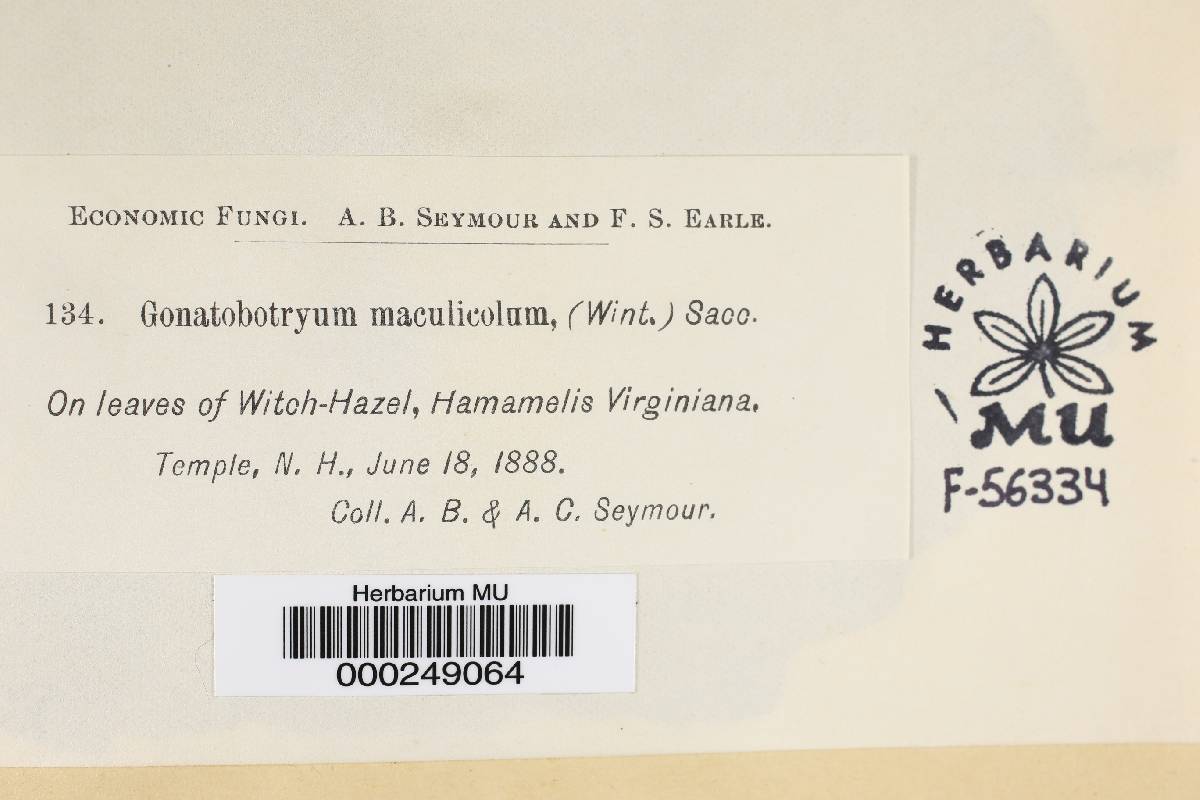 ECONOMIC FUNGI. A. B. SEYMOUR AND F. S. EARLE.
134. Gonatobotryum maculicolum, (Wint.) Sacc.
On leaves of Witch-Hazel, Hamamelis Virginiana.
Temple, N. H., June 18, 1888.
Coll. A. B. & A. C. Seymour.
HERBARIUM
MU
F-56334
Herbarium MU
000249064